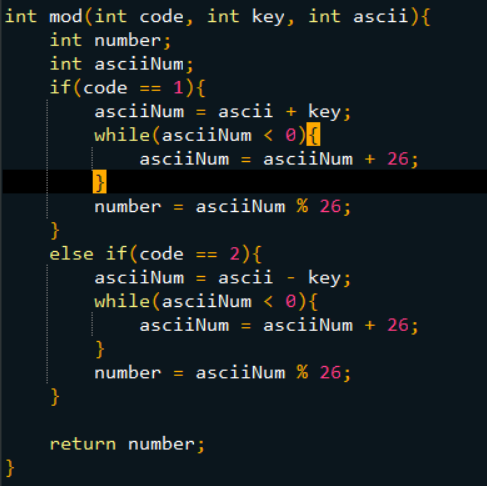 int mod(int code, int key, int ascii){
    int number;
    int asciiNum;
    if(code == 1){
        asciiNum = ascii + key;
        while(asciiNum < 0){
            asciiNum = asciiNum + 26;
        }
        number = asciiNum % 26;
    }
    else if(code == 2){
        asciiNum = ascii - key;
        while(asciiNum < 0){
            asciiNum = asciiNum + 26;
        }
        number = asciiNum % 26;
    }

    return number;
}